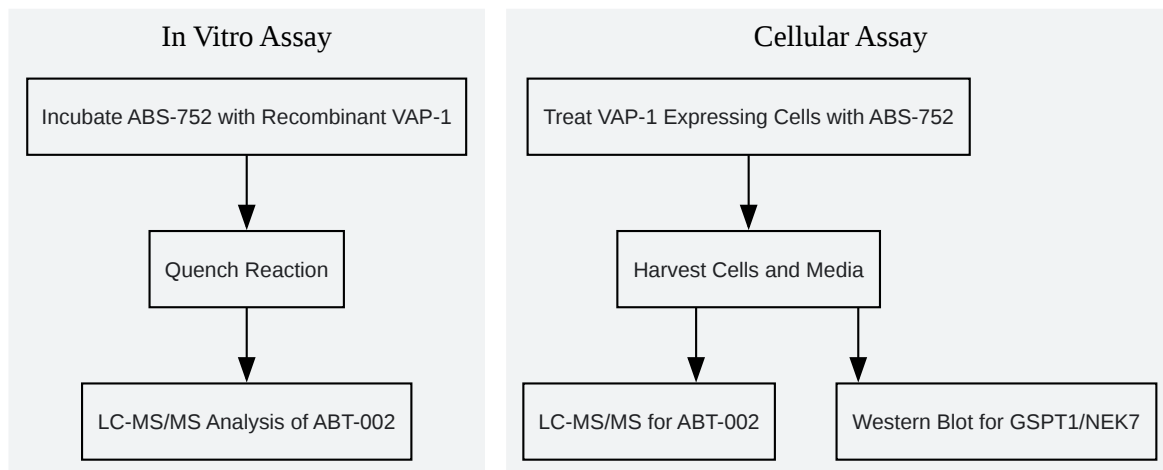 In Vitro Assay
Incubate ABS-752 with Recombinant VAP-1
Quench Reaction
LC-MS/MS Analysis of ABT-002
Cellular Assay
Treat VAP-1 Expressing Cells with ABS-752
Harvest Cells and Media
LC-MS/MS for ABT-002
Western Blot for GSPT1/NEK7